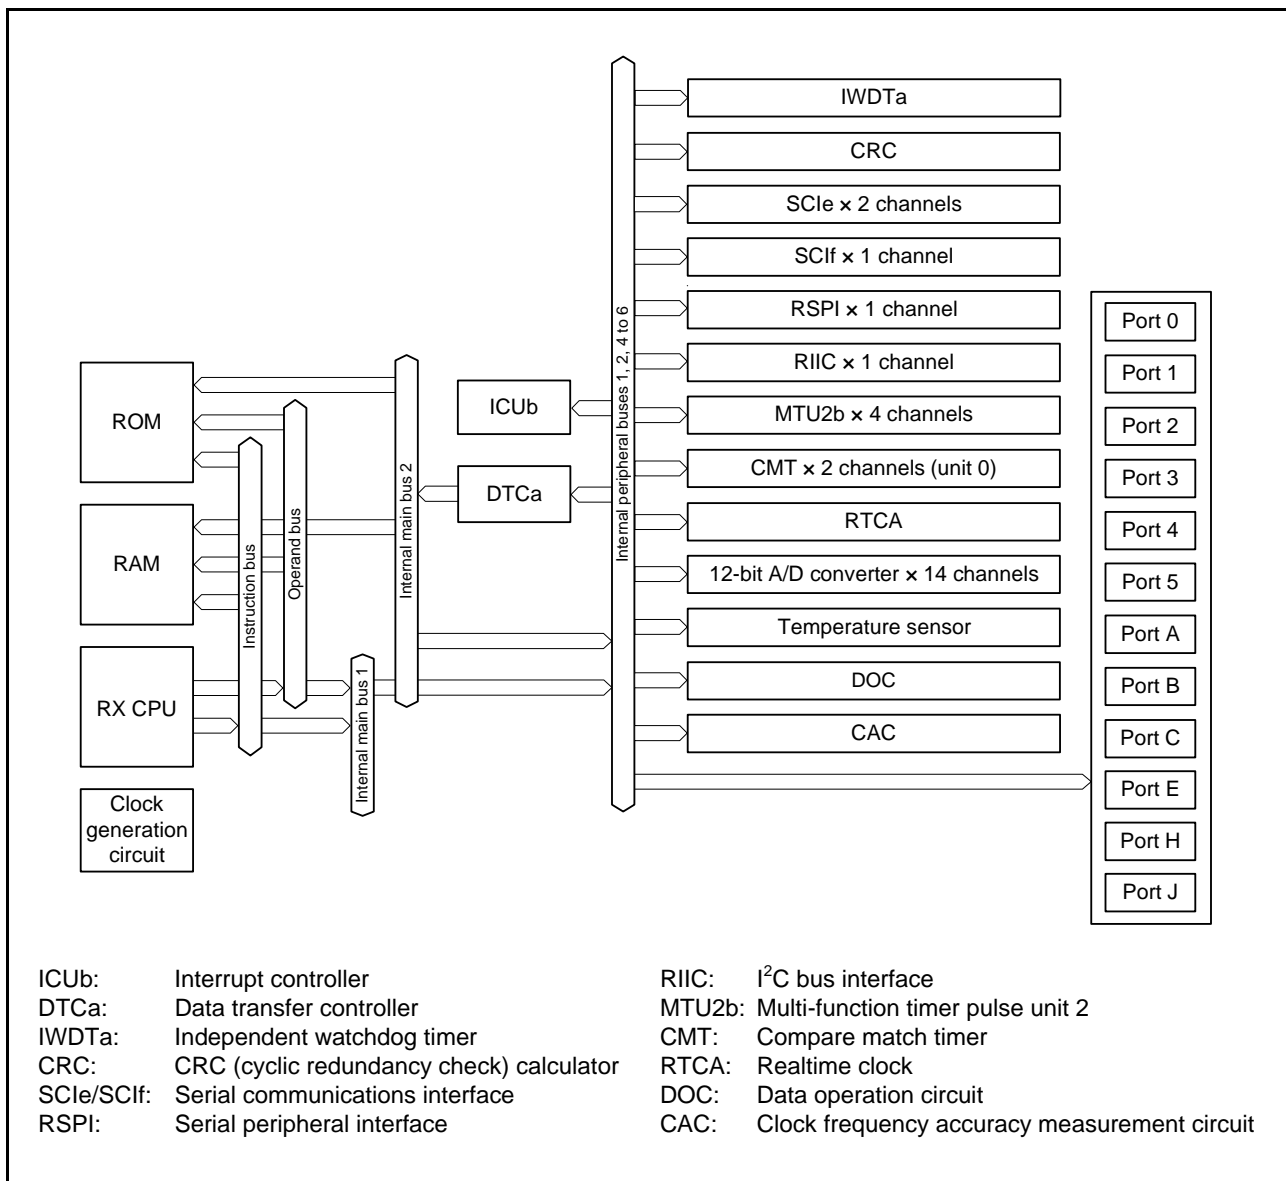 IWDTa
CRC
SCIe × 2 channels
SCIf × 1 channel
RSPI × 1 channel
RIIC × 1 channel
MTU2b × 4 channels
CMT × 2 channels (unit 0)
RTCA
12-bit A/D converter × 14 channels
Temperature sensor
DOC
CAC
Port 0
Port 1
Port 2
Port 3
Port 4
Port 5
Port A
Port B
Port C
Port E
Port H
Port J
ROM
RAM
RX CPU
Clock
generation
circuit
Instruction bus
Operand bus
Internal main bus 1
Internal main bus 2
ICUb
DTCa
Internal peripheral buses 1, 2, 4 to 6
ICUb: Interrupt controller
DTCa: Data transfer controller
IWDTa: Independent watchdog timer
CRC: CRC (cyclic redundancy check) calculator
SCIe/SCIf: Serial communications interface
RSPI: Serial peripheral interface
RIIC: I²C bus interface
MTU2b: Multi-function timer pulse unit 2
CMT: Compare match timer
RTCA: Realtime clock
DOC: Data operation circuit
CAC: Clock frequency accuracy measurement circuit